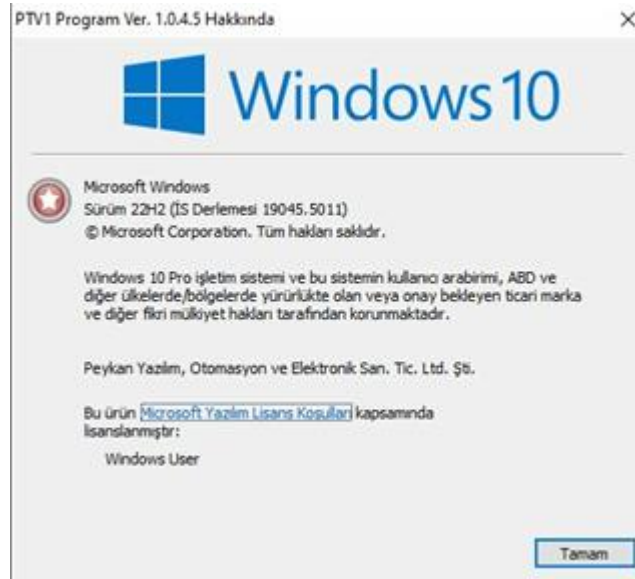 PTV1 Program Ver. 1.0.4.5 Hakkında
Windows 10
Microsoft Windows
Sürüm 22H2 (İS Derlemesi 19045.5011)
© Microsoft Corporation. Tüm hakları saklıdır.
Windows 10 Pro işletim sistemi ve bu sistemin kullanıcı arabirimi, ABD ve
diğer ülkelerde/bölgelerde yürürlükte olan veya onay bekleyen ticari marka
ve diğer fikri mülkiyet hakları tarafından korunmaktadır.
Peykan Yazılım, Otomasyon ve Elektronik San. Tic. Ltd. Şti.
Bu ürün Microsoft Yazılım Lisans Koşulları kapsamında
lisanslanmıştır:
Windows User
Tamam